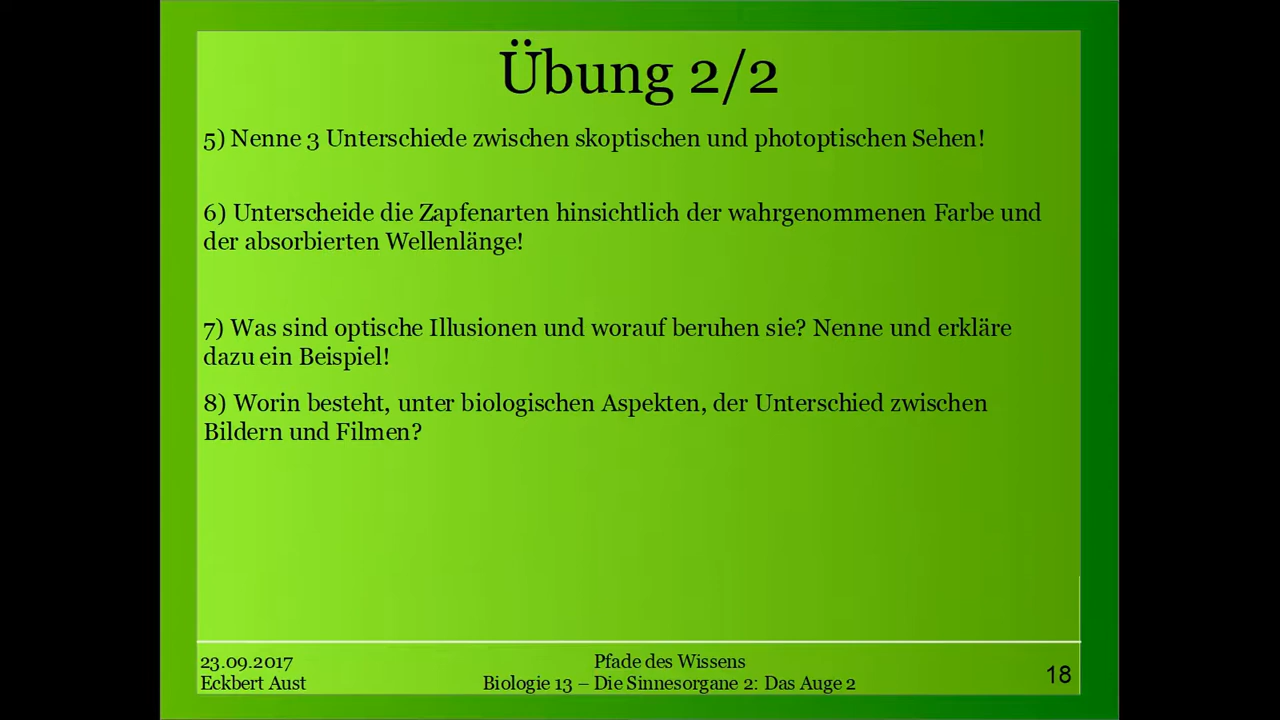 Übung 2/2
5) Nenne 3 Unterschiede zwischen skoptischen und photoptischen Sehen!
6) Unterscheide die Zapfenarten hinsichtlich der wahrgenommenen Farbe und
der absorbierten Wellenlänge!
7) Was sind optische Illusionen und worauf beruhen sie? Nenne und erkläre
dazu ein Beispiel!
8) Worin besteht, unter biologischen Aspekten, der Unterschied zwischen
Bildern und Filmen?
23.09.2017
Eckbert Aust
Pfade des Wissens
Biologie 13 – Die Sinnesorgane 2: Das Auge 2
18